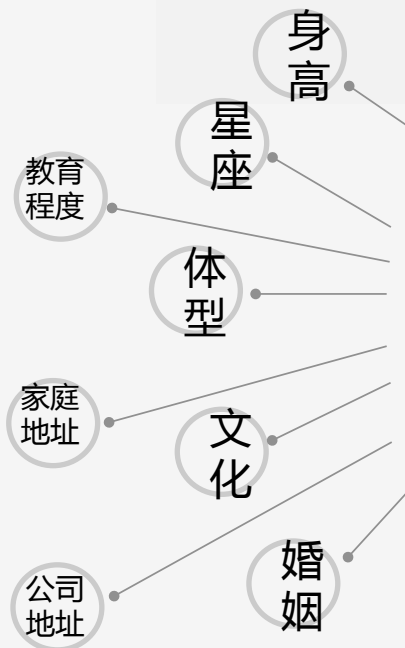 身
高
星
座
教育
程度
体
型
家庭
地址
文
化
婚
姻
公司
地址